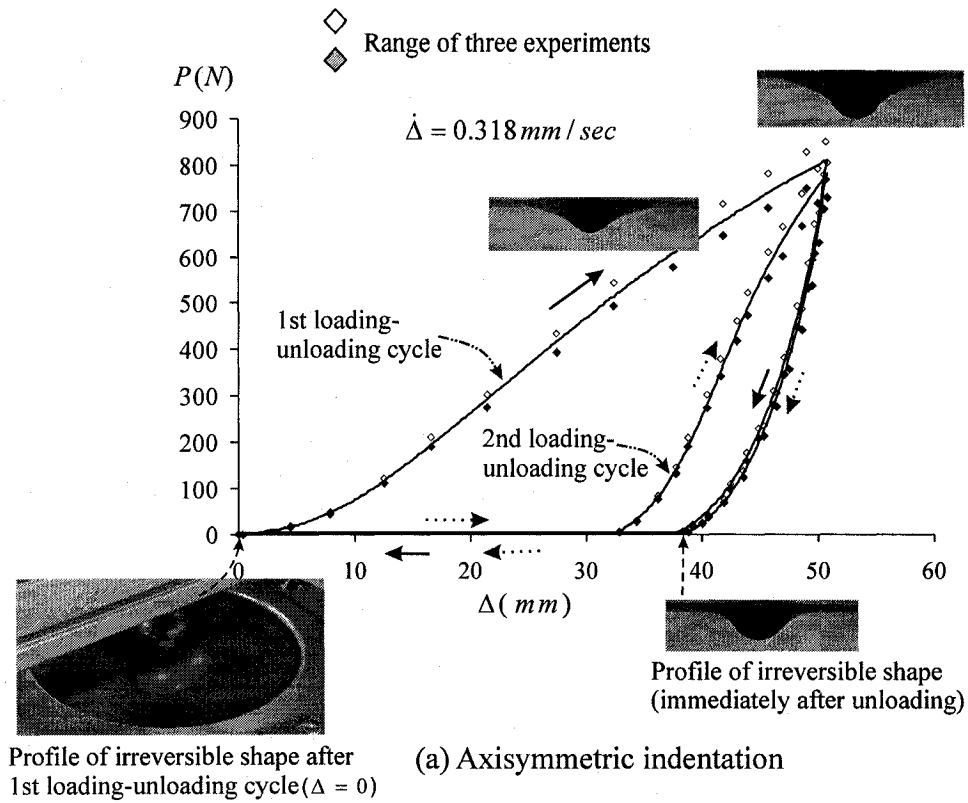 Range of three experiments
P(N)
Δ̇ = 0.318 mm / sec
900
800
700
600
500
400
300
200
100
0
1st loading-
unloading cycle
2nd loading-
unloading cycle
0 10 20 30 40 50 60
Δ( mm )
Profile of irreversible shape
(immediately after unloading)
Profile of irreversible shape after
1st loading-unloading cycle(Δ = 0)
(a) Axisymmetric indentation